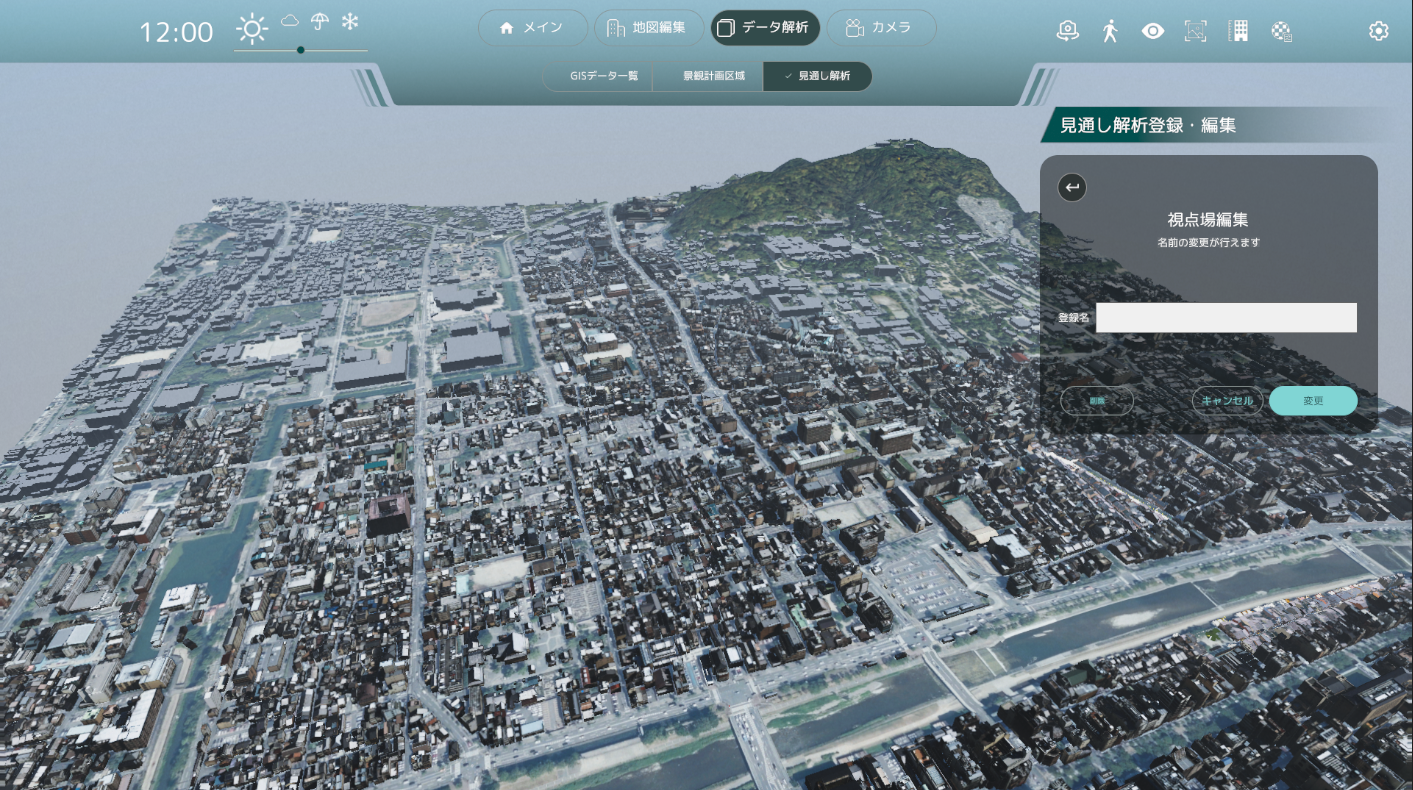 12:00
メイン
地図編集
データ解析
カメラ
GISデータ一覧
景観計画区域
見通し解析
見通し解析登録・編集
視点場編集
名前の変更が行えます
登録名
削除
キャンセル
変更